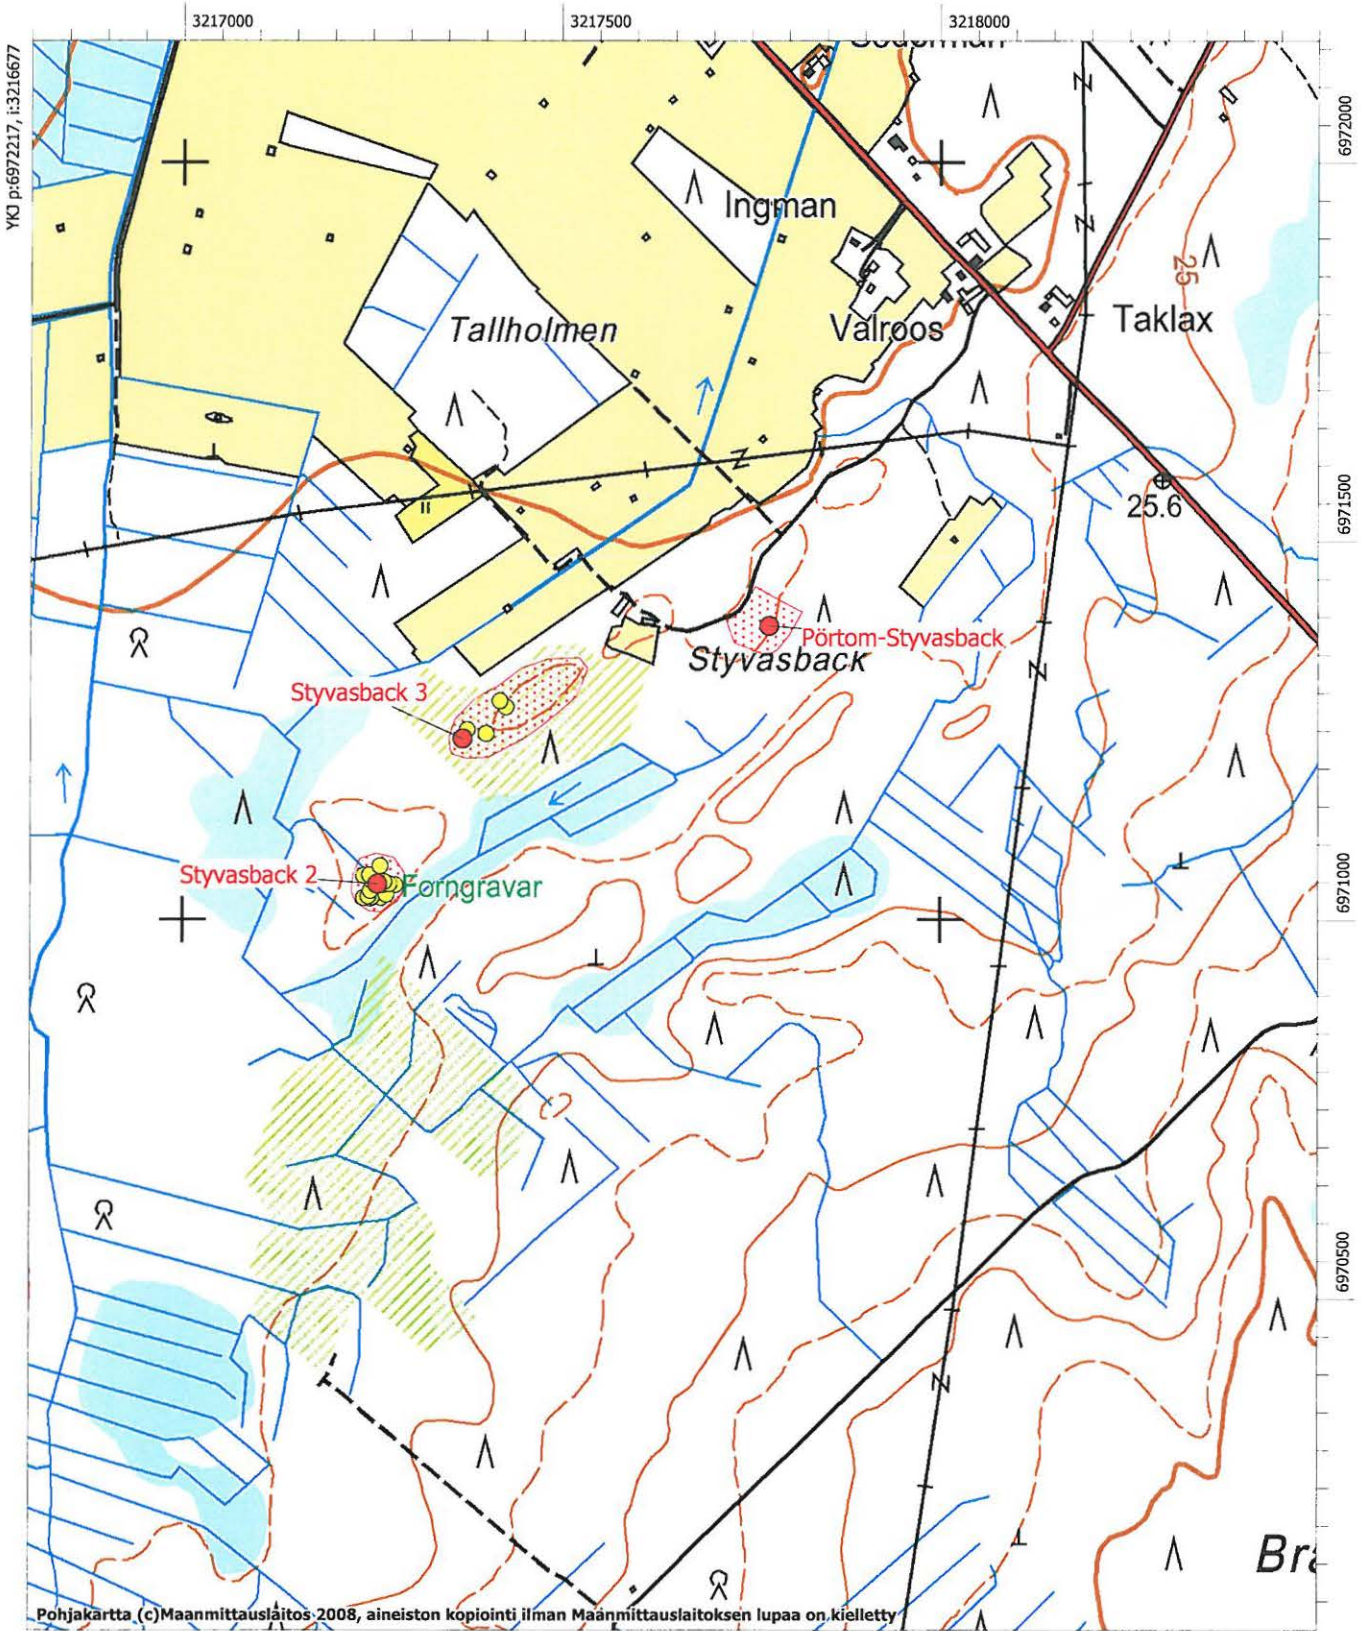 3217000
3217500
3218000
YKJ p:6972217, i:3216677
6972000
Ingman
25
Tallholmen
Valroos
Taklax
25.6
6971500
Pörtom-Styvasback
Styvasback
Styvasback 3
Styvasback 2
Forngravar
6971000
6970500
Pohjakartta (c)Maanmittauslaitos 2008, aineiston kopiointi ilman Maanmittauslaitoksen lupaa on kielletty